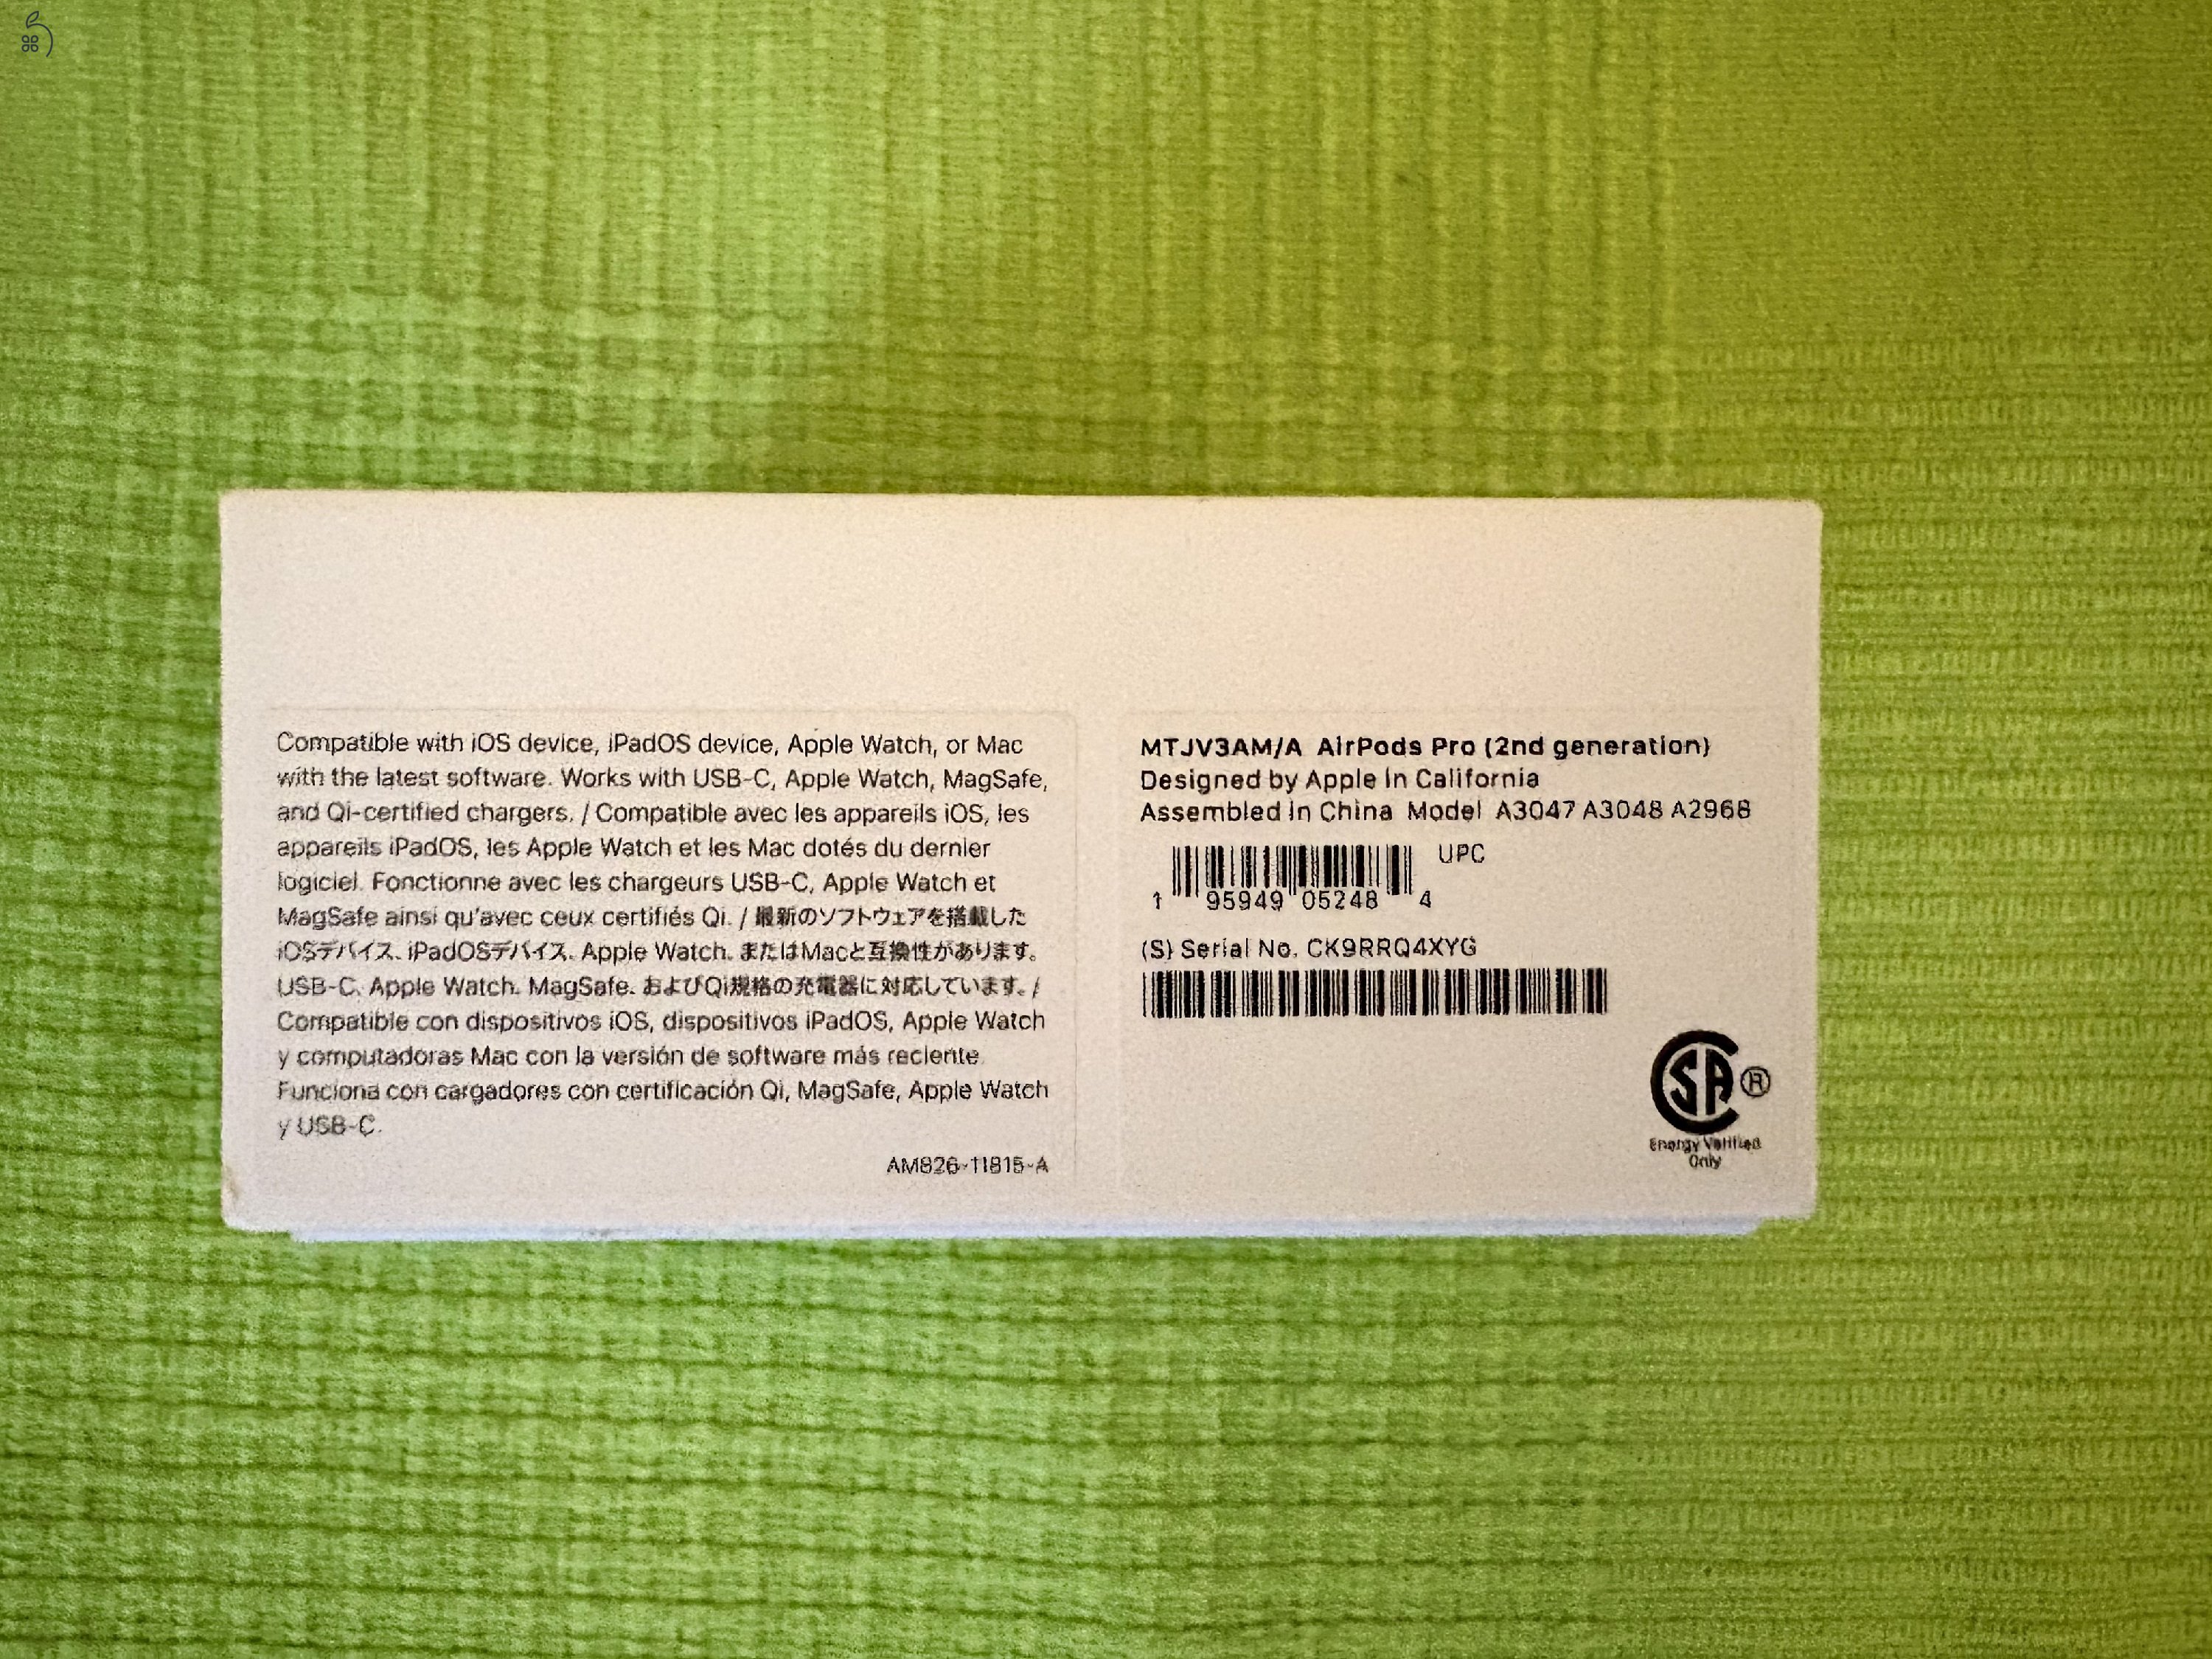 Compatible with iOS device, iPadOS device, Apple Watch, or Mac
with the latest software. Works with USB-C, Apple Watch, MagSafe,
and Qi-certified chargers. / Compatible avec les appareils iOS, les
appareils iPadOS, les Apple Watch et les Mac dotés du dernier
logiciel. Fonctionne avec les chargeurs USB-C, Apple Watch et
MagSafe ainsi qu'avec ceux certifiés Qi. / 最新のソフトウェアを搭載した
iOSデバイス、iPadOSデバイス、Apple Watch、またはMacと互換性があります。
USB-C、Apple Watch、MagSafe、およびQi規格の充電器に対応しています。/
Compatible con dispositivos iOS, dispositivos iPadOS, Apple Watch
y computadoras Mac con la versión de software más reciente.
Funciona con cargadores con certificación Qi, MagSafe, Apple Watch
y USB-C.
AM826-11815-A
MTJV3AM/A AirPods Pro (2nd generation)
Designed by Apple in California
Assembled in China Model A3047 A3048 A2968
UPC
1 95949 05248 4
(S) Serial No. CK9RRQ4XYG
SA ®
Energy Verified
Only